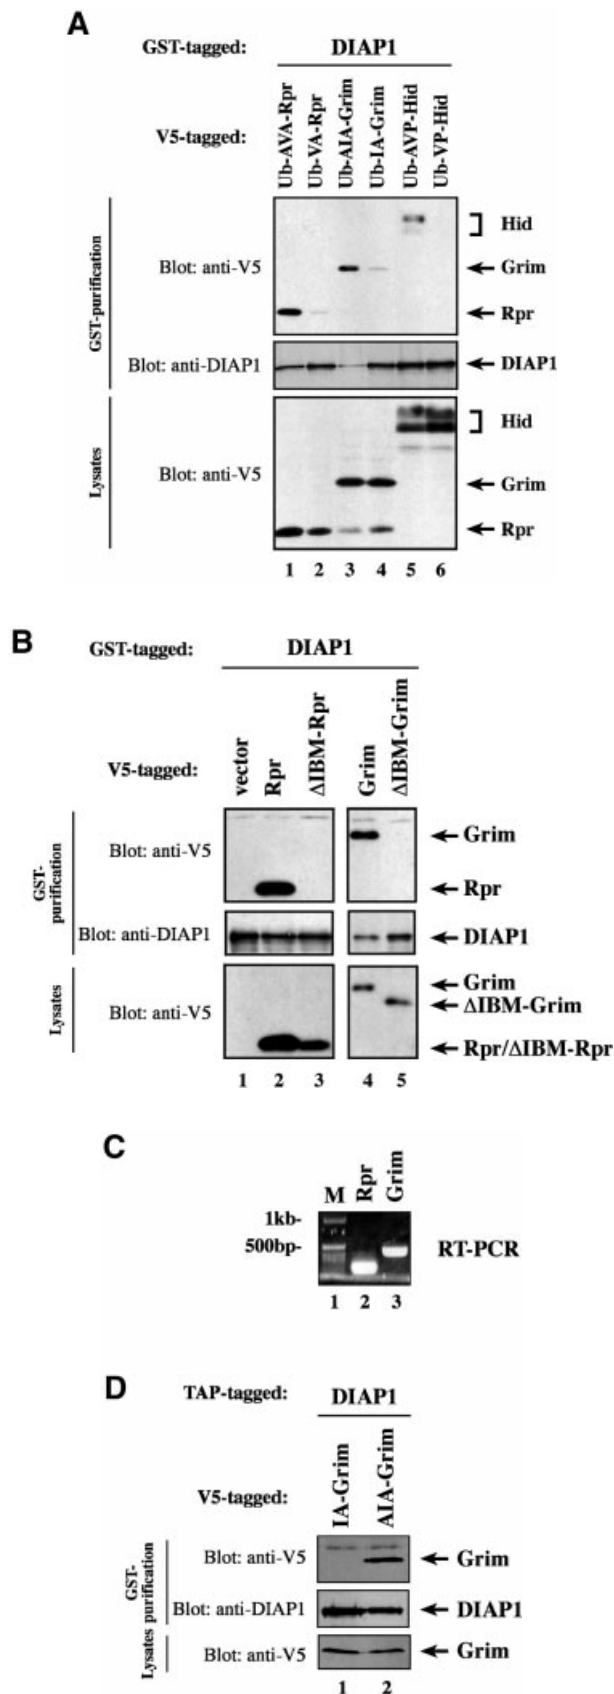 A
GST-tagged: DIAP1
V5-tagged: Ub-AVA-Rpr Ub-VA-Rpr Ub-AIA-Grim Ub-IA-Grim Ub-AVP-Hid Ub-VP-Hid
GST-purification
Blot: anti-V5
Hid
Grim
Rpr
Blot: anti-DIAP1
DIAP1
Lysates
Blot: anti-V5
Hid
Grim
Rpr
1 2 3 4 5 6
B
GST-tagged: DIAP1
V5-tagged: vector Rpr ΔIBM-Rpr Grim ΔIBM-Grim
GST-
purification
Blot: anti-V5
Grim
Rpr
Blot: anti-DIAP1
DIAP1
Lysates
Blot: anti-V5
Grim
ΔIBM-Grim
Rpr/ΔIBM-Rpr
1 2 3 4 5
C
M Rpr Grim
1kb-
500bp-
RT-PCR
1 2 3
D
TAP-tagged: DIAP1
V5-tagged: IA-Grim AIA-Grim
GST-
purification
Blot: anti-V5
Grim
Blot: anti-DIAP1
DIAP1
Lysates
Blot: anti-V5
Grim
1 2